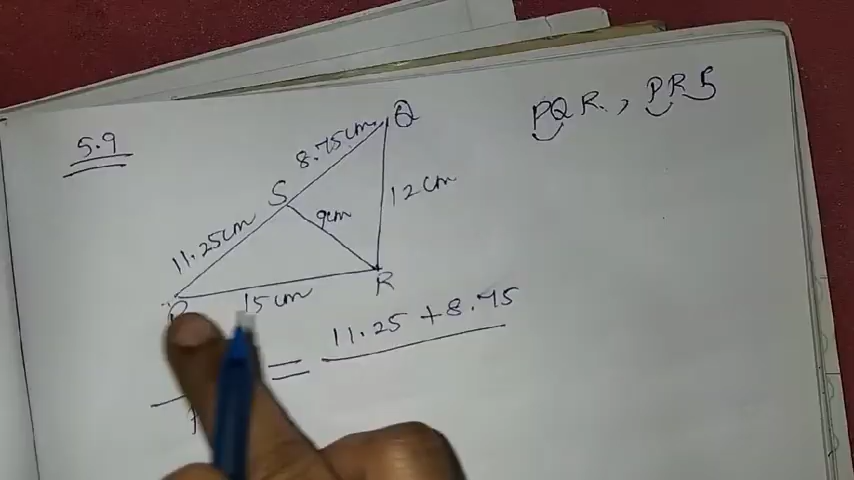 5.9
PQR, PRS
Q
8.75cm
S
12cm
9cm
11.25cm
15cm
R
= 11.25 + 8.75